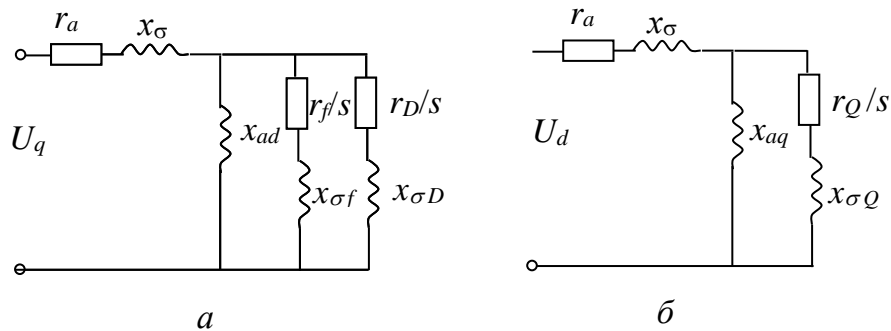 r_a x_σ
r_f/s r_D/s
U_q x_ad
x_σf x_σD
а
r_a x_σ
r_Q/s
U_d x_aq
x_σQ
б